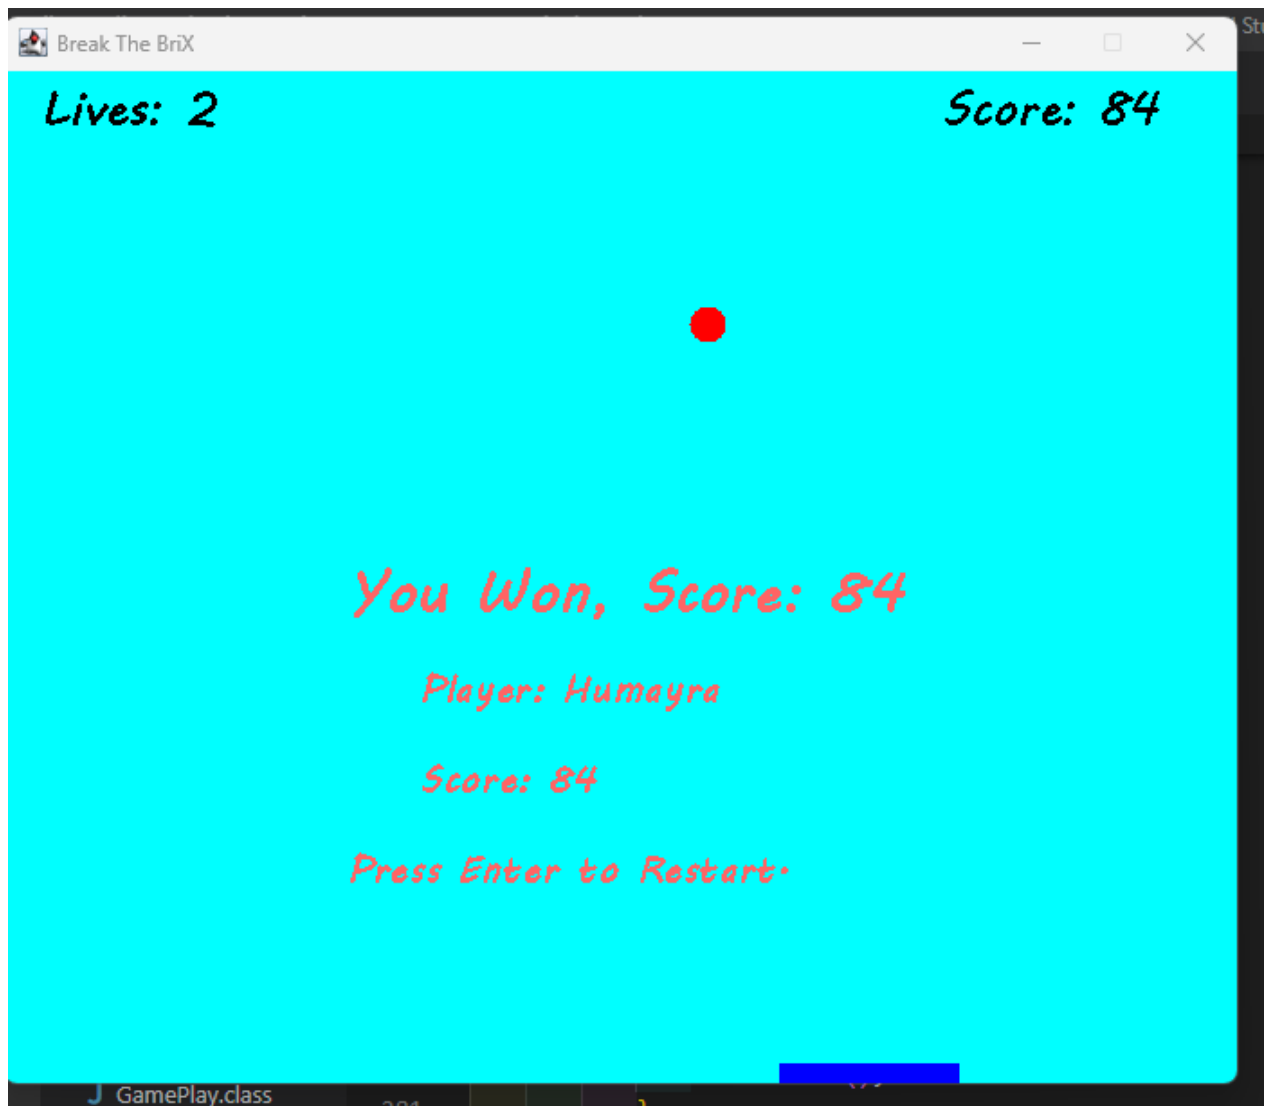 Break The BriX
Lives: 2 Score: 84
You Won, Score: 84
Player: Humayra
Score: 84
Press Enter to Restart.
GamePlay.class